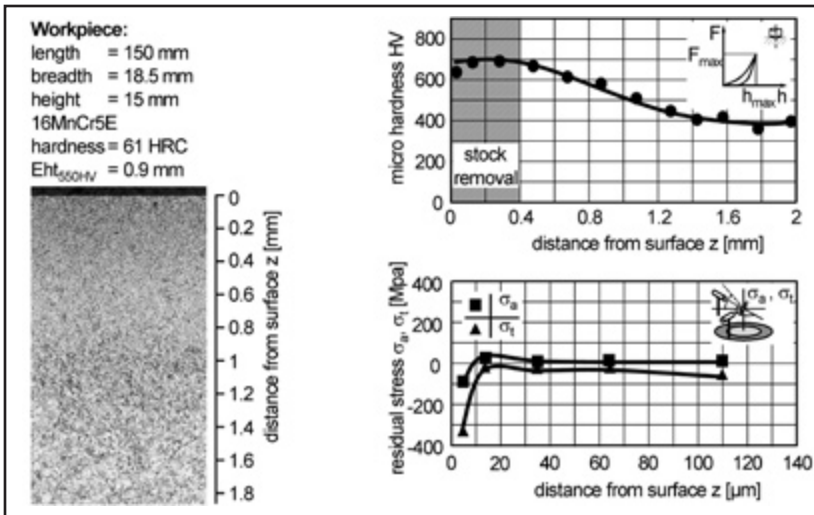 Workpiece:
length = 150 mm
breadth = 18.5 mm
height = 15 mm
16MnCr5E
hardness = 61 HRC
Eht550HV = 0.9 mm
0
0.2
0.4
0.6
0.8
1
1.2
1.4
1.6
1.8
distance from surface z [mm]
micro hardness HV
800
600
400
200
0
stock
removal
F
Fmax
hmax h
0 0.4 0.8 1.2 1.6 2
distance from surface z [mm]
residual stress σa, σt [Mpa]
400
200
0
-200
-400
σa
σt
σa , σt
0 20 40 60 80 100 120 140
distance from surface z [µm]